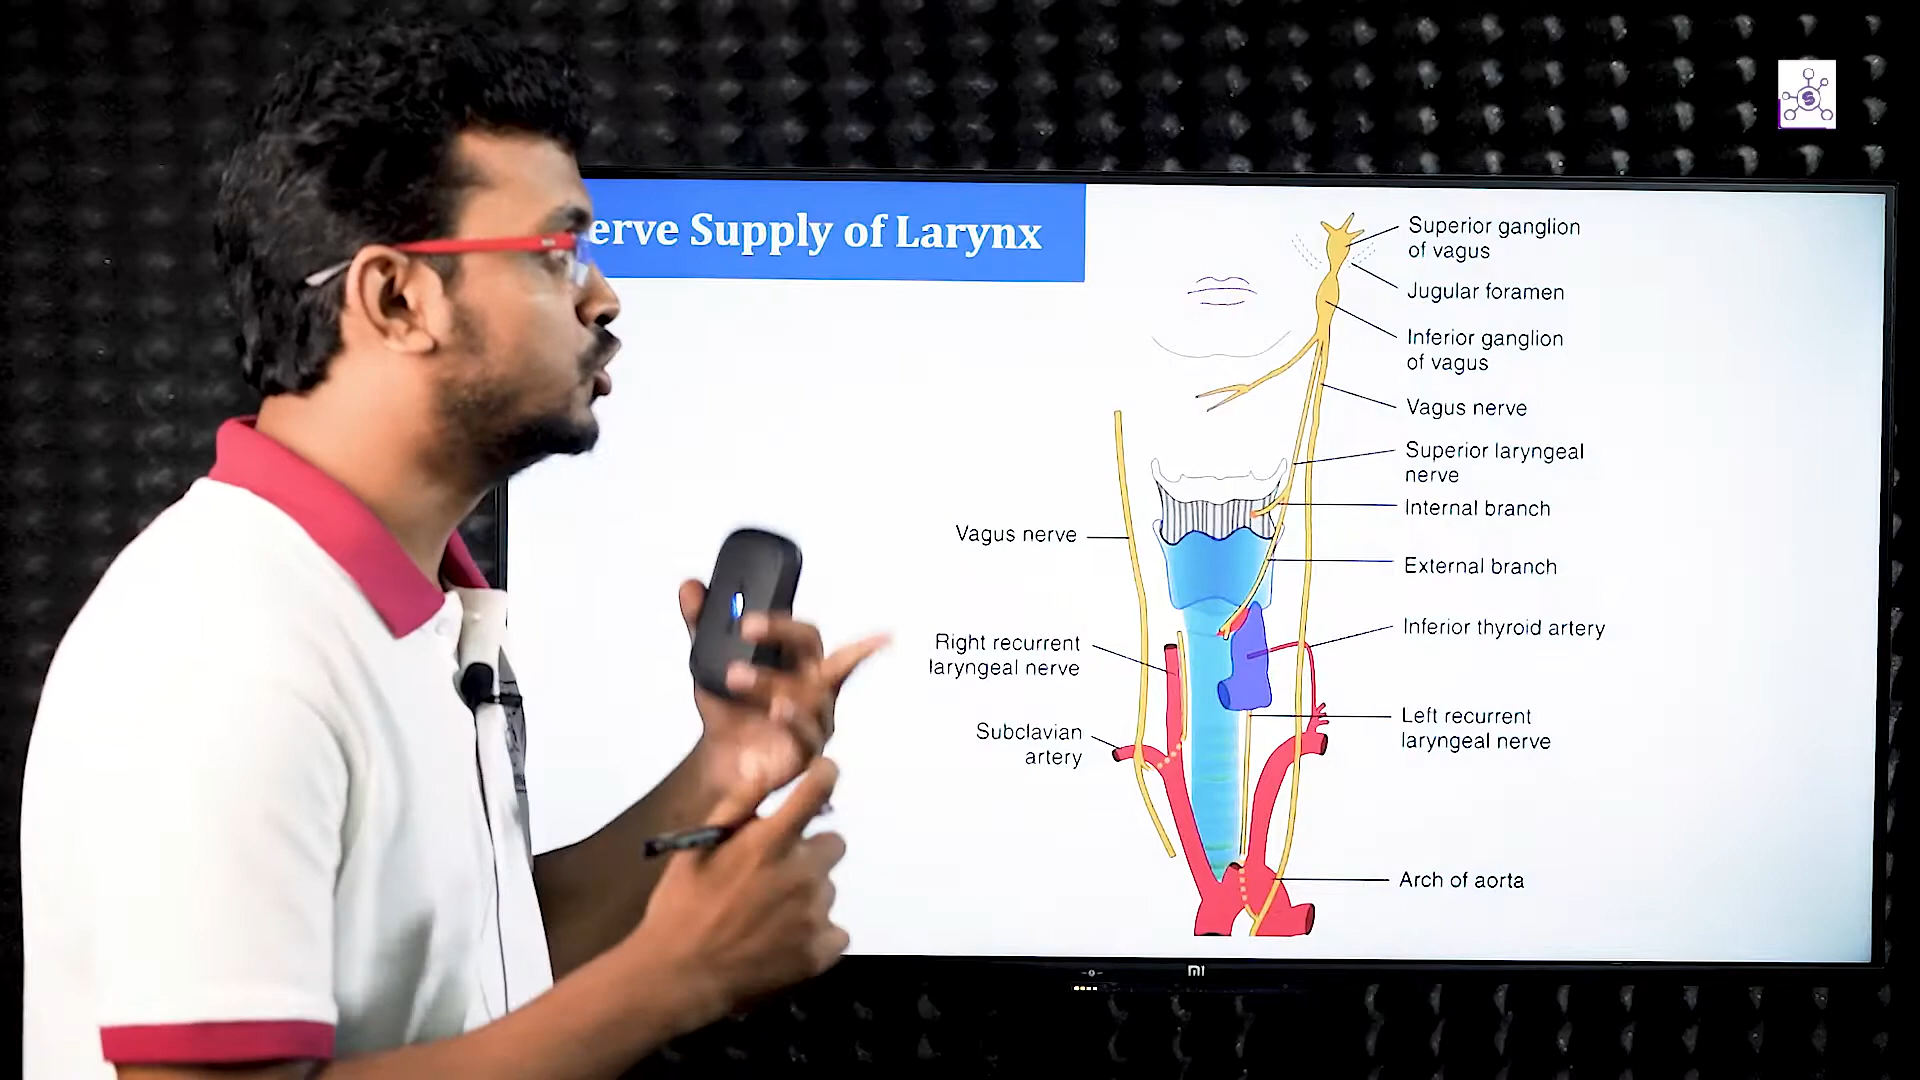 erve Supply of Larynx
Superior ganglion
of vagus
Jugular foramen
Inferior ganglion
of vagus
Vagus nerve
Superior laryngeal
nerve
Internal branch
Vagus nerve
External branch
Inferior thyroid artery
Right recurrent
laryngeal nerve
Left recurrent
laryngeal nerve
Subclavian
artery
Arch of aorta
mi
S